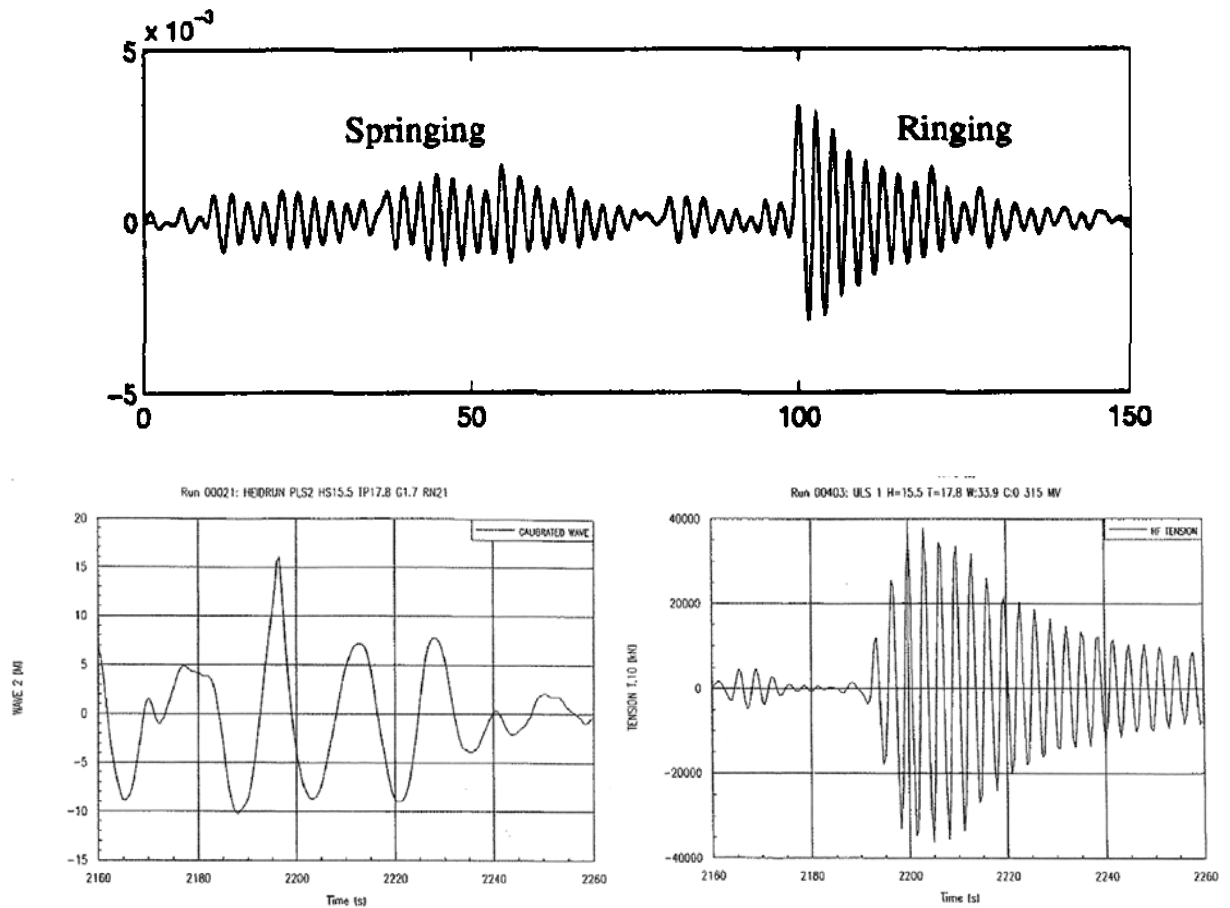 5 × 10⁻³
Springing
Ringing
0
−5
0 50 100 150
Run 00021: HEIDRUN PLS2 HS15.5 TP17.8 G1.7 RN21
CALIBRATED WAVE
20
15
10
5
0
−5
−10
−15
WAVE 2 [M]
2160 2180 2200 2220 2240 2260
Time (s)
Run 00403: ULS 1 H=15.5 T=17.8 W:33.9 C:0 315 MV
HF TENSION
40000
20000
0
−20000
−40000
TENSION T.10 [kN]
2160 2180 2200 2220 2240 2260
Time [s]